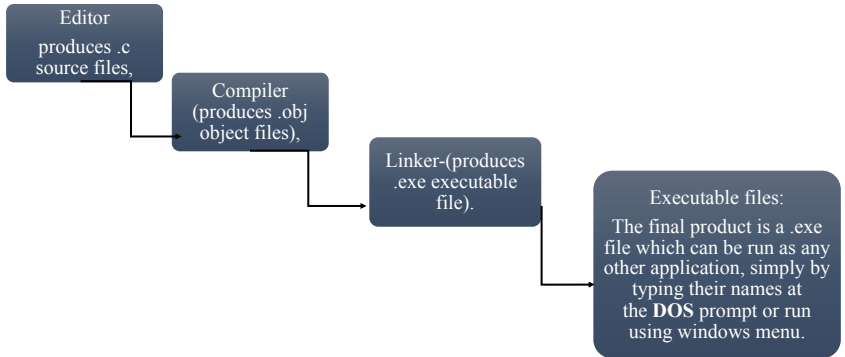 Editor
produces .c
source files,
Compiler
(produces .obj
object files),
Linker-(produces
.exe executable
file).
Executable files:
The final product is a .exe
file which can be run as any
other application, simply by
typing their names at
the DOS prompt or run
using windows menu.